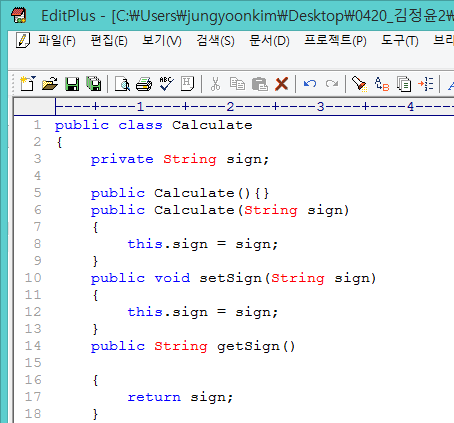 EditPlus - [C:₩Users₩jungyoonkim₩Desktop₩0420_김정윤2₩
파일(F) 편집(E) 보기(V) 검색(S) 문서(D) 프로젝트(P) 도구(T) 브라
----+----1----+----2----+----3----+----4----
1 public class Calculate
2 {
3     private String sign;
4
5     public Calculate(){}
6     public Calculate(String sign)
7     {
8         this.sign = sign;
9     }
10     public void setSign(String sign)
11     {
12         this.sign = sign;
13     }
14     public String getSign()
15
16     {
17         return sign;
18     }